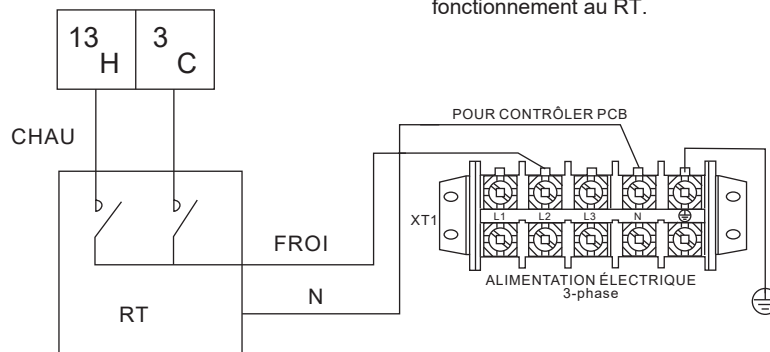 fonctionnement au RT.
13 3
H C
POUR CONTRÔLER PCB
CHAU
L1 L2 L3 N
XT1
FROI
ALIMENTATION ÉLECTRIQUE
3-phase
N
RT